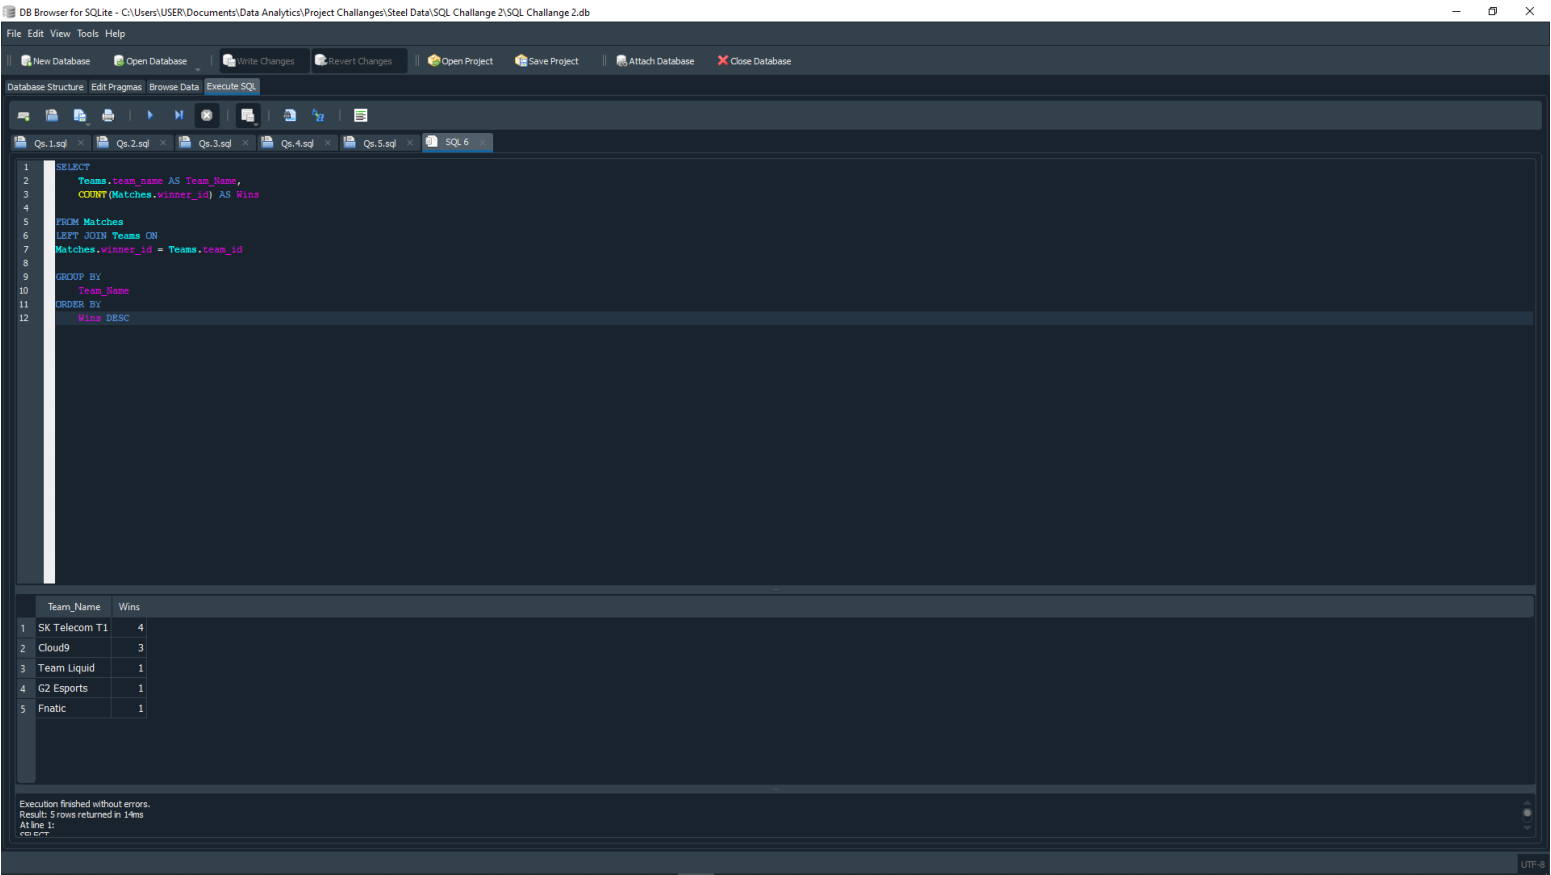 DB Browser for SQLite - C:\Users\USER\Documents\Data Analytics\Project Challanges\Steel Data\SQL Challange 2\SQL Challange 2.db
File Edit View Tools Help
New Database Open Database Write Changes Revert Changes Open Project Save Project Attach Database Close Database
Database Structure Edit Pragmas Browse Data Execute SQL
Qs.1.sql Qs.2.sql Qs.3.sql Qs.4.sql Qs.5.sql SQL 6
1 SELECT
2 Teams.team_name AS Team_Name,
3 COUNT(Matches.winner_id) AS Wins
4
5 FROM Matches
6 LEFT JOIN Teams ON
7 Matches.winner_id = Teams.team_id
8
9 GROUP BY
10 Team_Name
11 ORDER BY
12 Wins DESC
Team_Name Wins
1 SK Telecom T1 4
2 Cloud9 3
3 Team Liquid 1
4 G2 Esports 1
5 Fnatic 1
Execution finished without errors.
Result: 5 rows returned in 14ms
At line 1:
SELECT
UTF-8